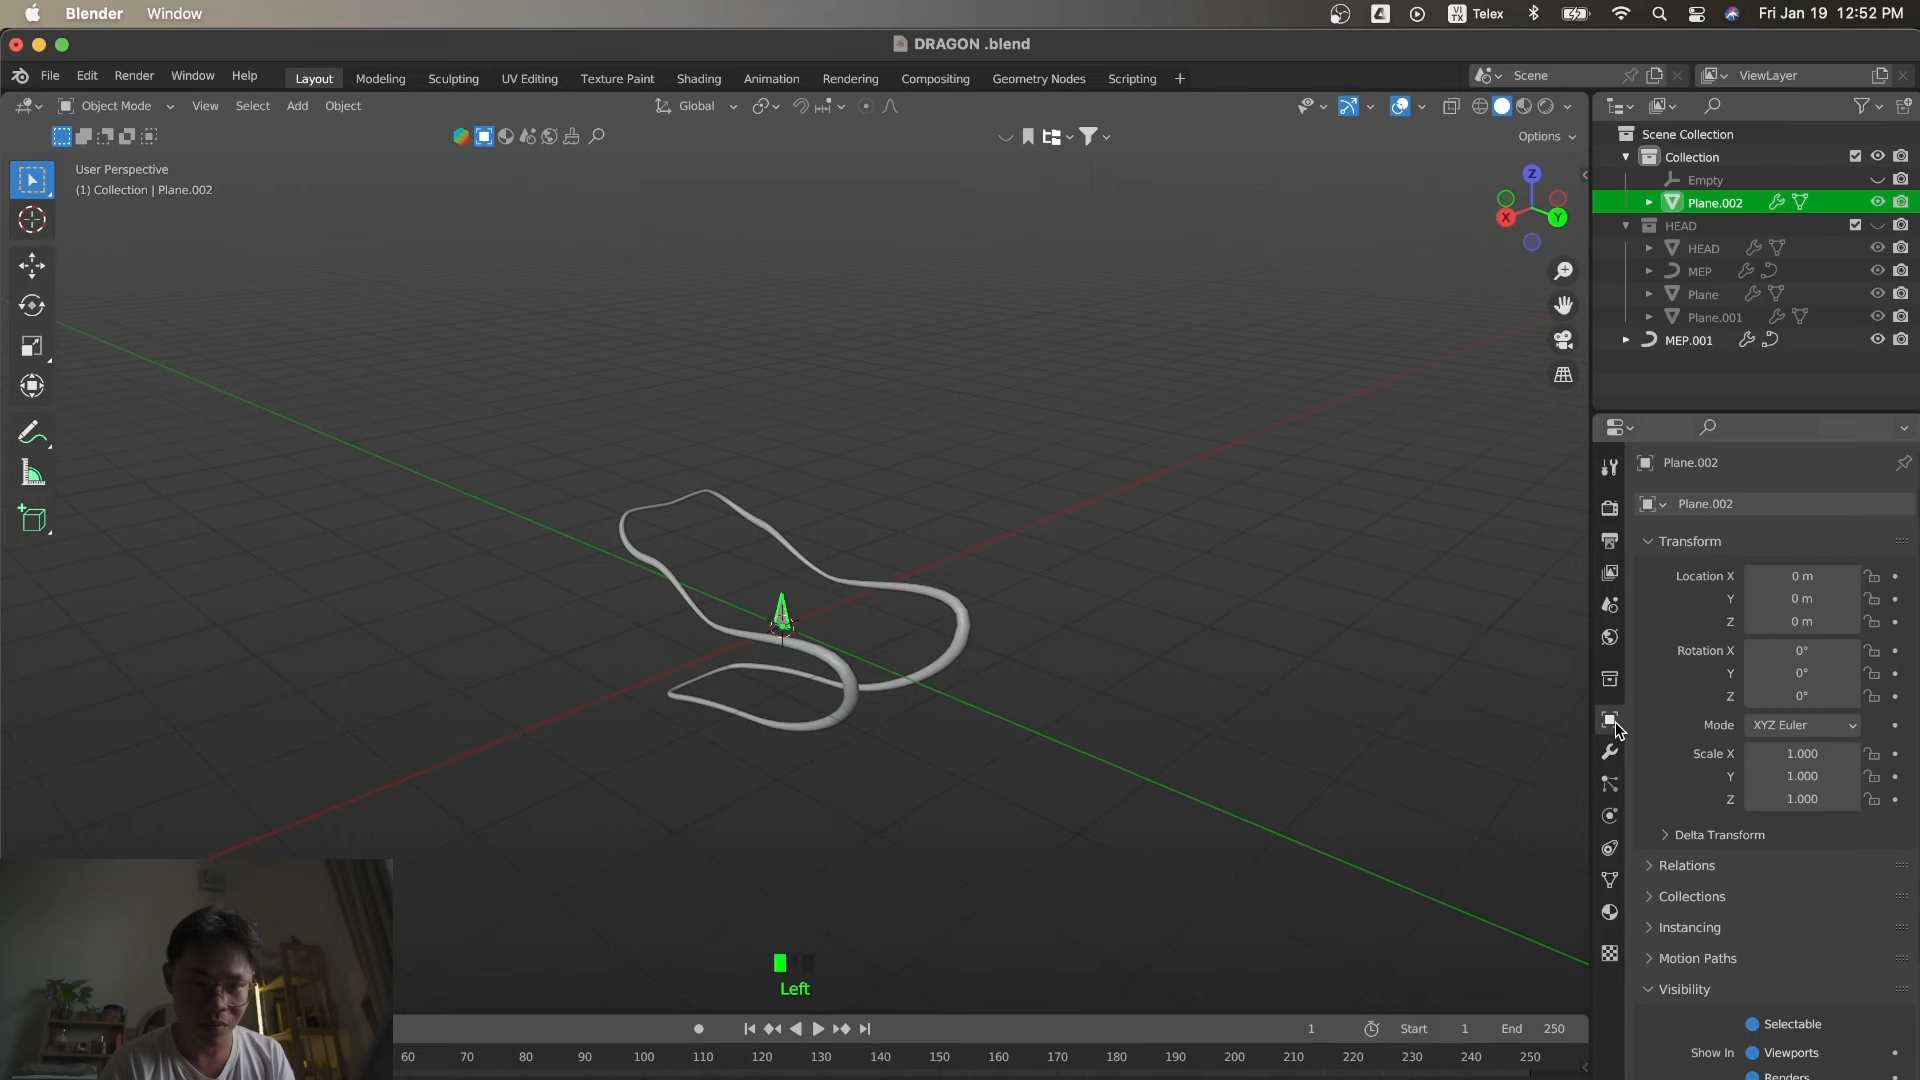 Blender Window Telex Fri Jan 19 12:52 PM
DRAGON .blend
File Edit Render Window Help Layout Modeling Sculpting UV Editing Texture Paint Shading Animation Rendering Compositing Geometry Nodes Scripting + Scene ViewLayer
Object Mode View Select Add Object Global
Options
User Perspective
(1) Collection | Plane.002
Z
X
Y
Scene Collection
Collection
Empty
Plane.002
HEAD
HEAD
MEP
Plane
Plane.001
MEP.001
Plane.002
Plane.002
Transform
Location X 0 m
Y 0 m
Z 0 m
Rotation X 0°
Y 0°
Z 0°
Mode XYZ Euler
Scale X 1.000
Y 1.000
Z 1.000
Delta Transform
Relations
Collections
Instancing
Motion Paths
Visibility
Selectable
Show In Viewports
Renders
Left
1 Start 1 End 250
60 70 80 90 100 110 120 130 140 150 160 170 180 190 200 210 220 230 240 250